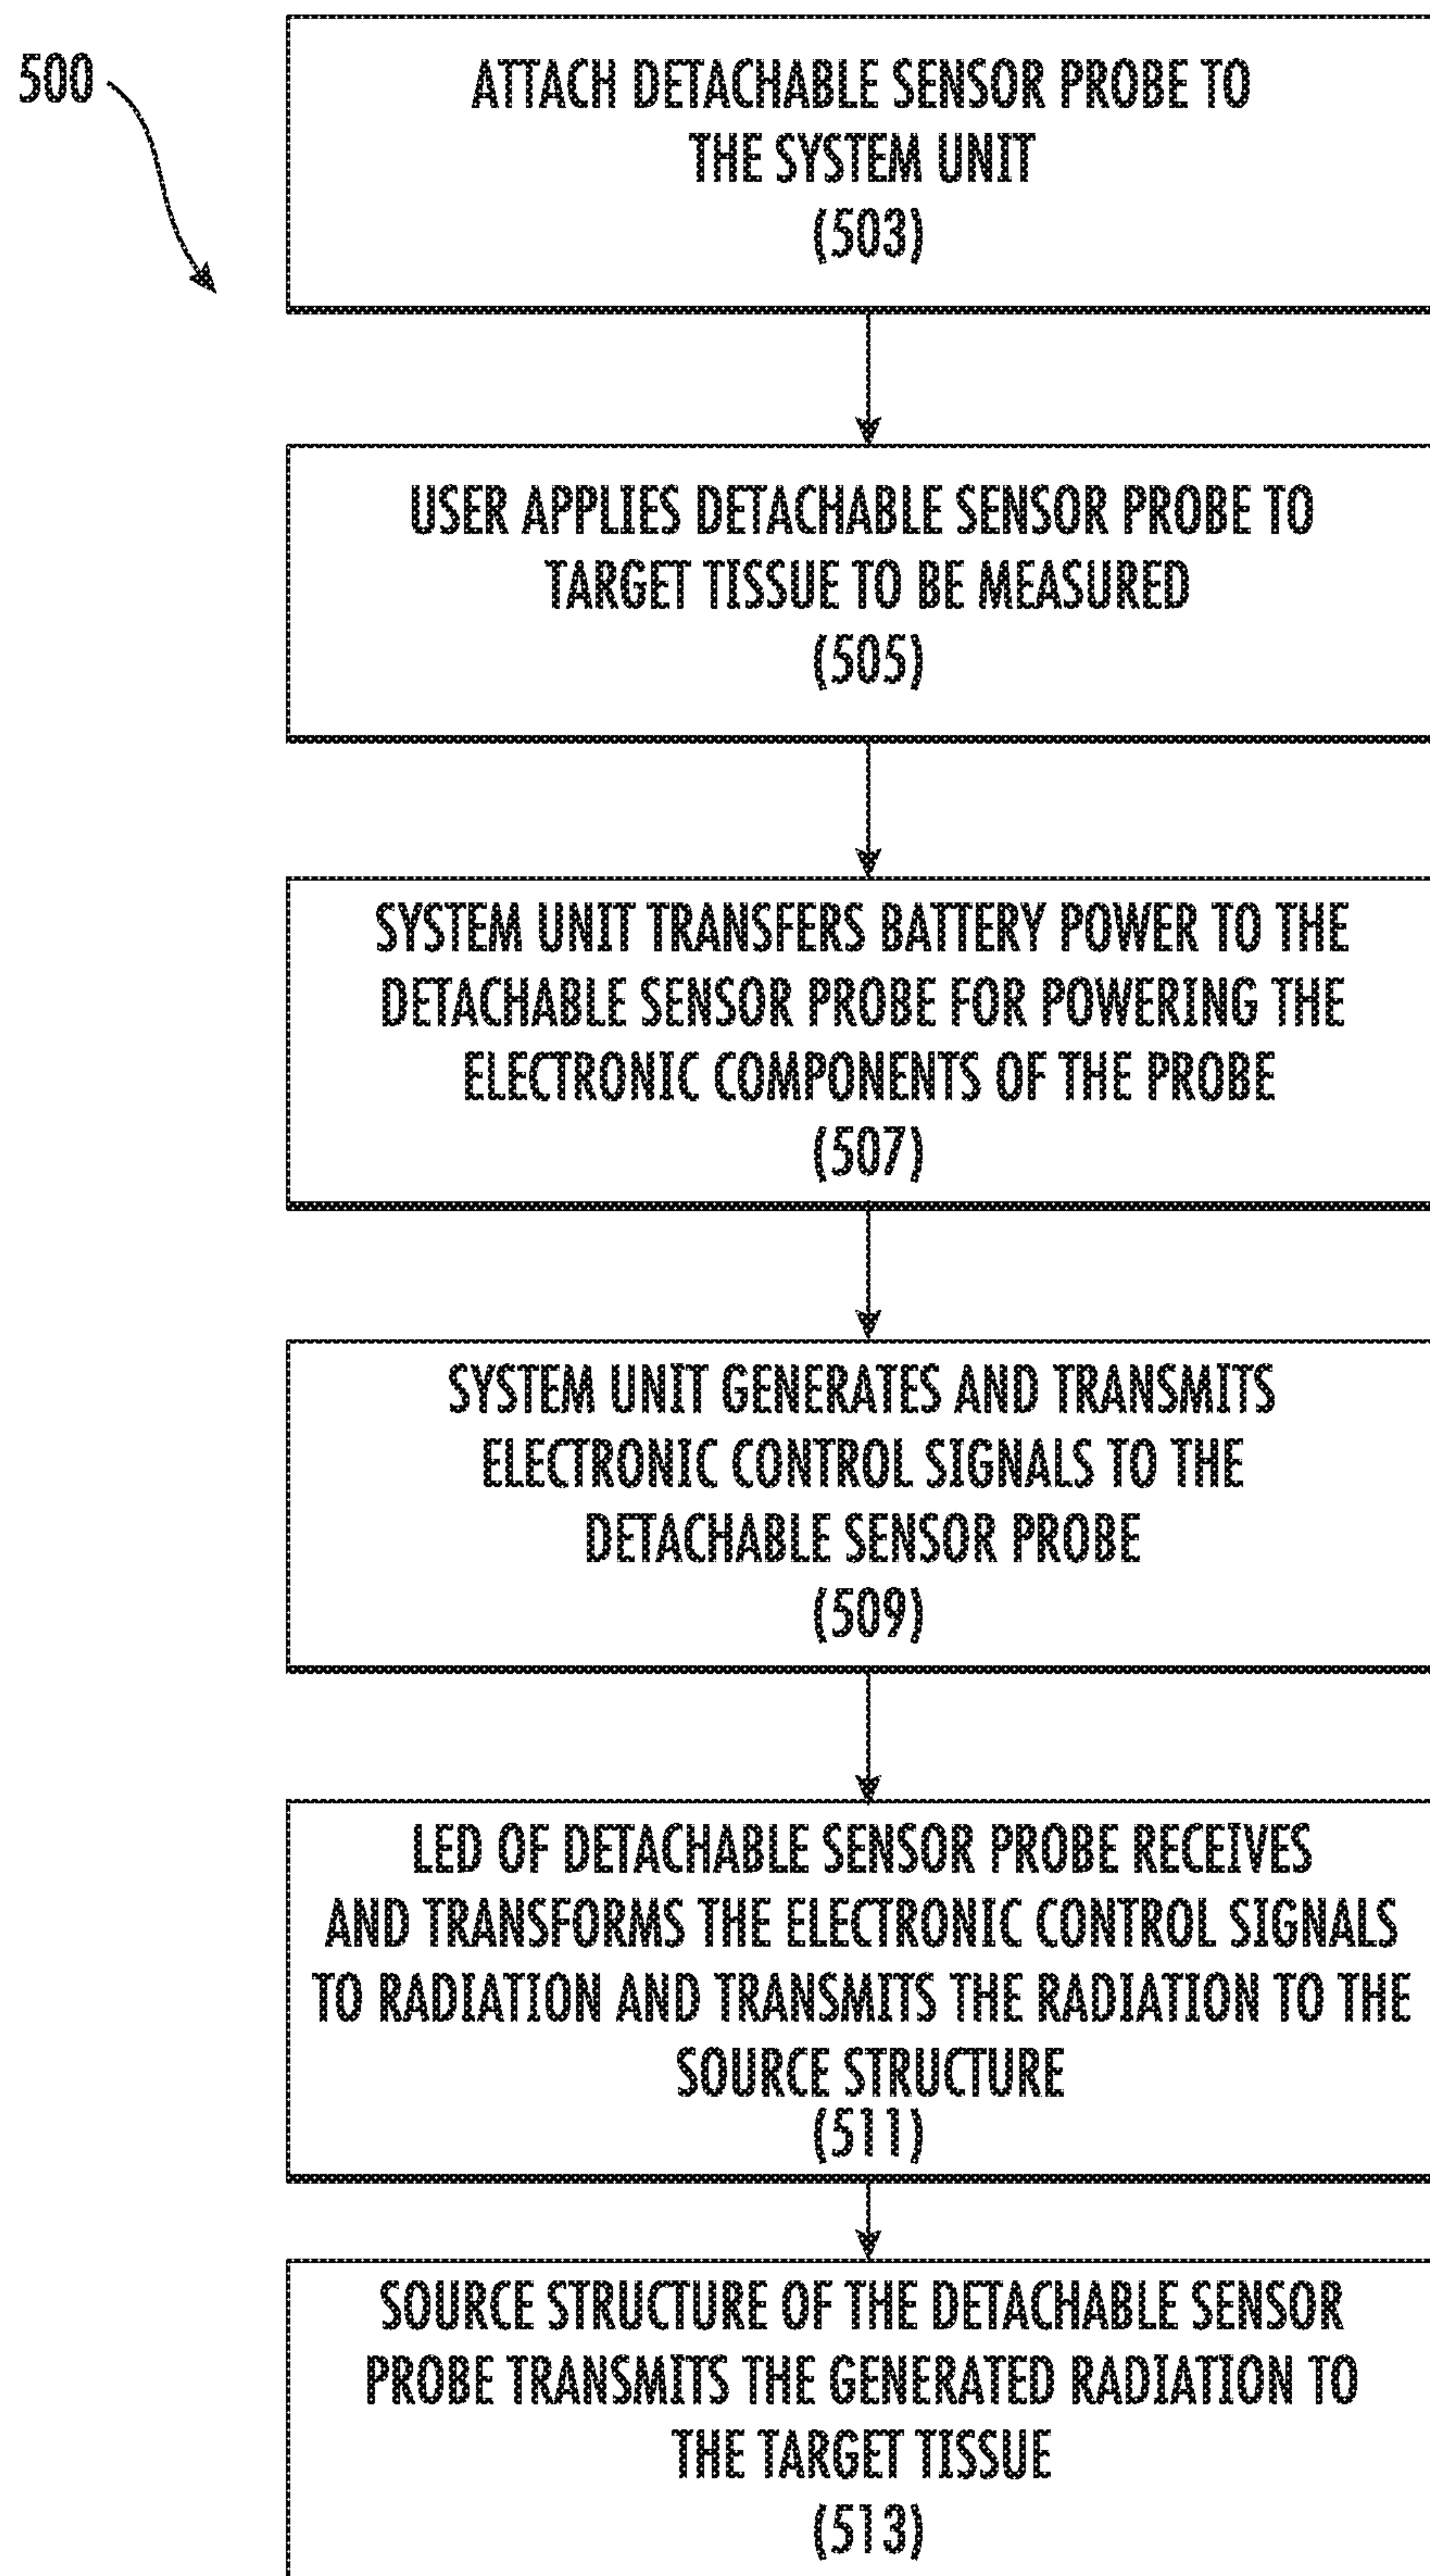 500
ATTACH DETACHABLE SENSOR PROBE TO
THE SYSTEM UNIT
(503)
USER APPLIES DETACHABLE SENSOR PROBE TO
TARGET TISSUE TO BE MEASURED
(505)
SYSTEM UNIT TRANSFERS BATTERY POWER TO THE
DETACHABLE SENSOR PROBE FOR POWERING THE
ELECTRONIC COMPONENTS OF THE PROBE
(507)
SYSTEM UNIT GENERATES AND TRANSMITS
ELECTRONIC CONTROL SIGNALS TO THE
DETACHABLE SENSOR PROBE
(509)
LED OF DETACHABLE SENSOR PROBE RECEIVES
AND TRANSFORMS THE ELECTRONIC CONTROL SIGNALS
TO RADIATION AND TRANSMITS THE RADIATION TO THE
SOURCE STRUCTURE
(511)
SOURCE STRUCTURE OF THE DETACHABLE SENSOR
PROBE TRANSMITS THE GENERATED RADIATION TO
THE TARGET TISSUE
(513)